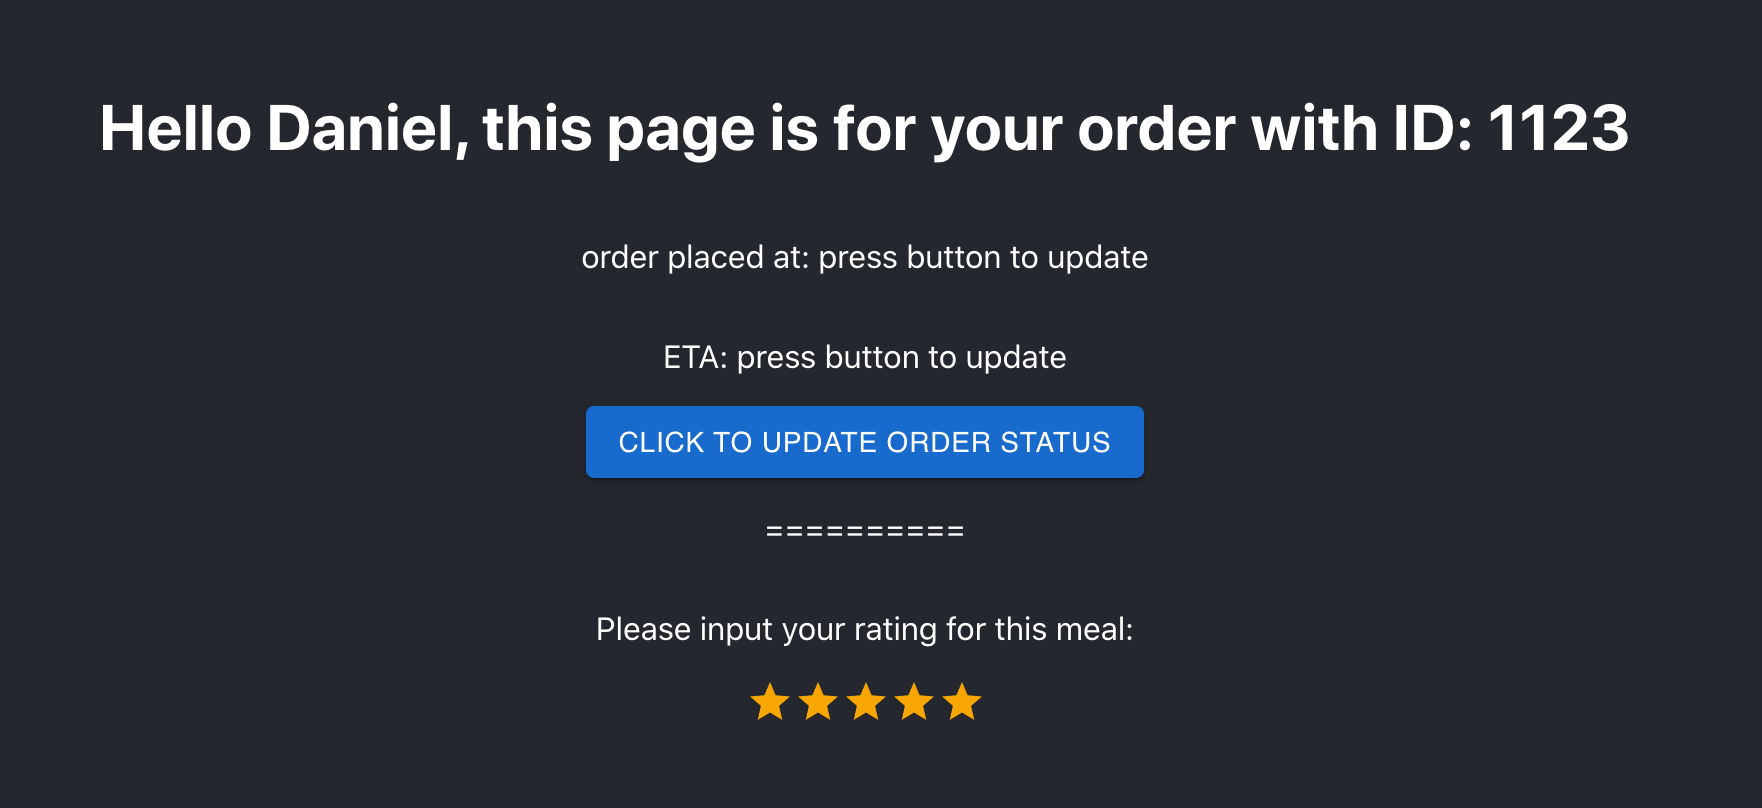 Hello Daniel, this page is for your order with ID: 1123
order placed at: press button to update
ETA: press button to update
CLICK TO UPDATE ORDER STATUS
==========
Please input your rating for this meal: